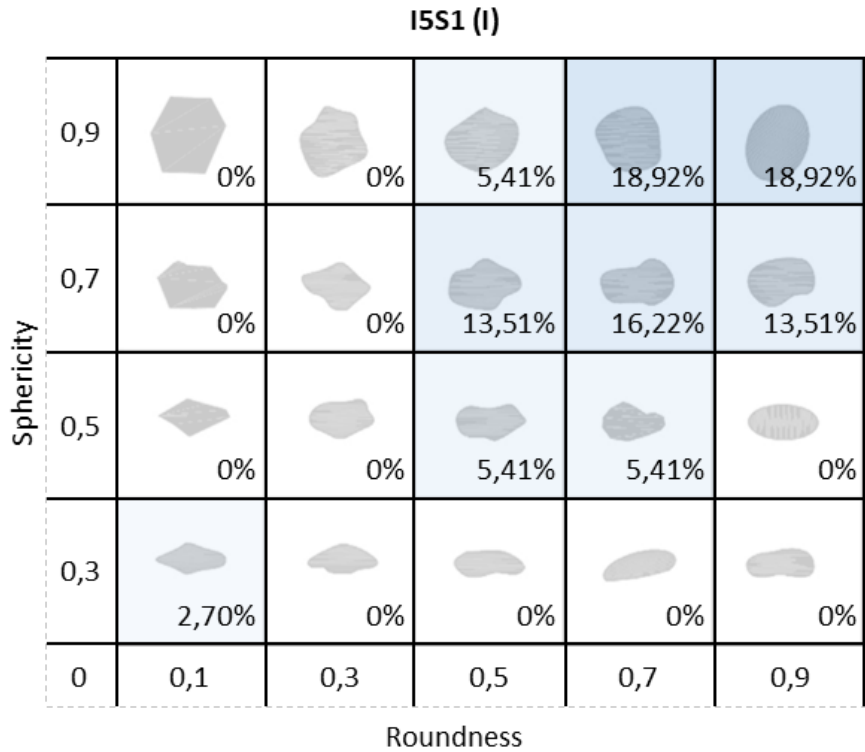 I5S1 (I)
0,9 0% 0% 5,41% 18,92% 18,92%
0,7 0% 0% 13,51% 16,22% 13,51%
Sphericity
0,5 0% 0% 5,41% 5,41% 0%
0,3 2,70% 0% 0% 0% 0%
0 0,1 0,3 0,5 0,7 0,9
Roundness